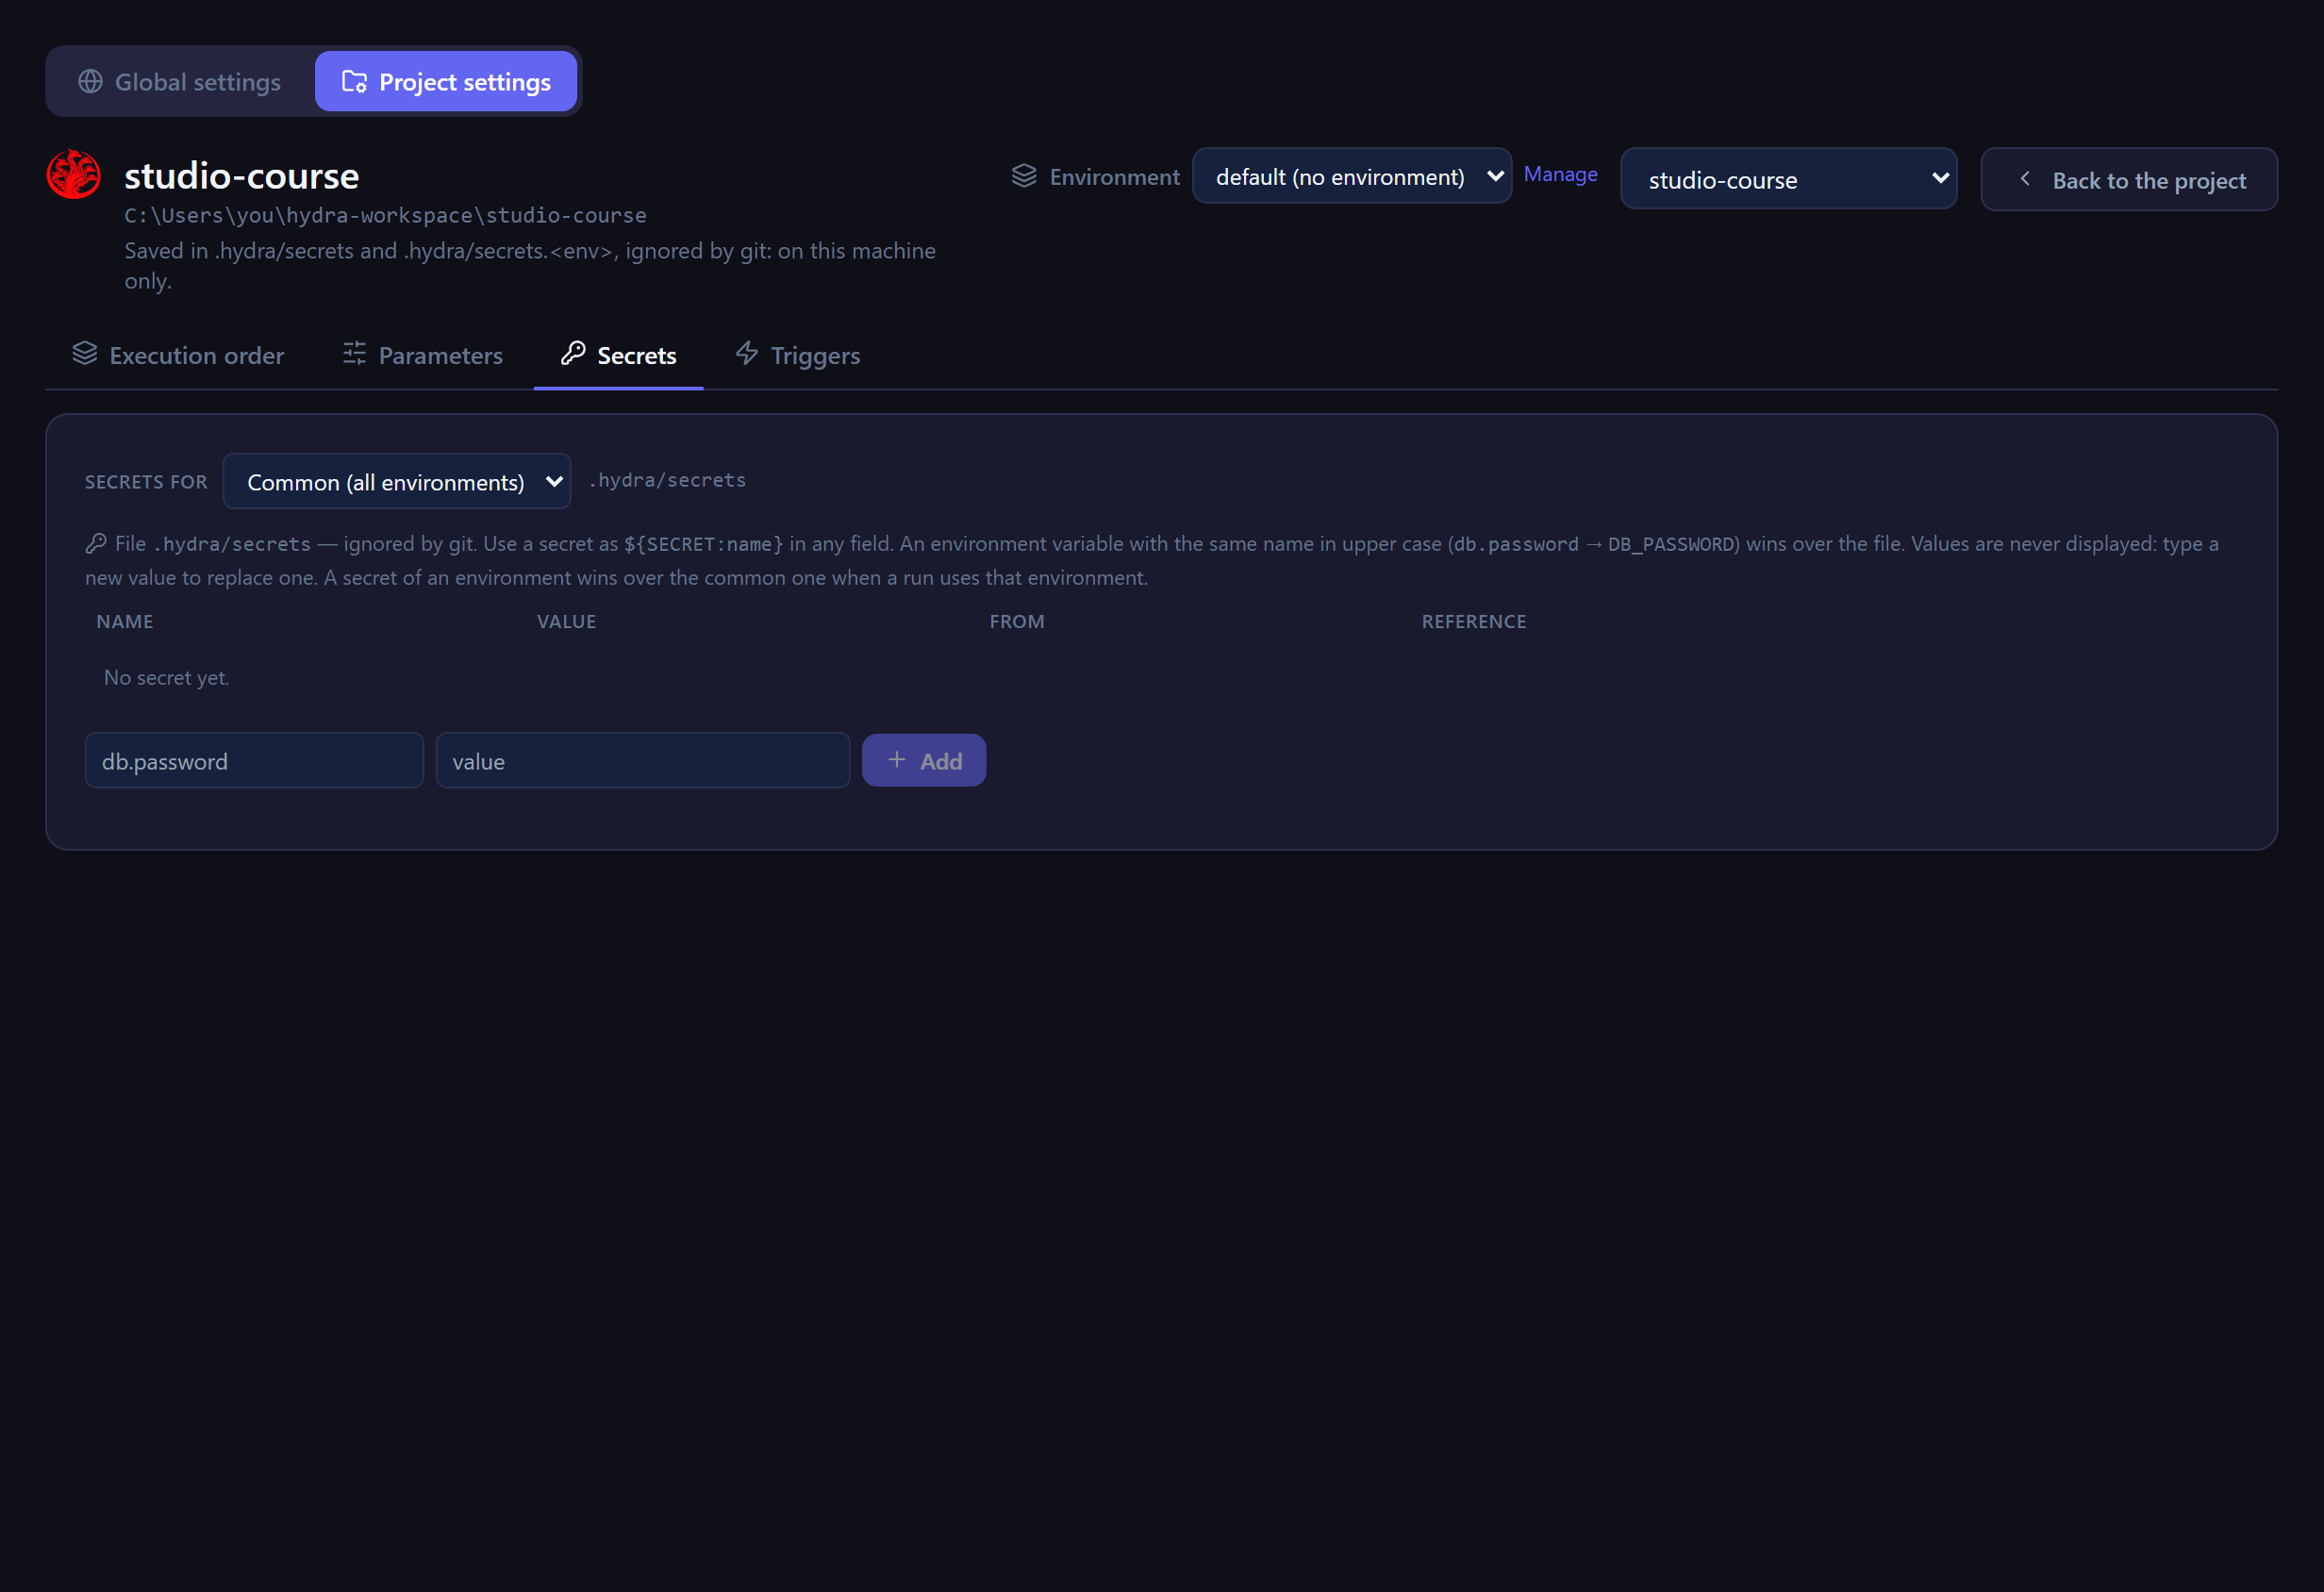 Global settings
Project settings
studio-course
C:\Users\you\hydra-workspace\studio-course
Saved in .hydra/secrets and .hydra/secrets.<env>, ignored by git: on this machine
only.
Environment
default (no environment)
Manage
studio-course
Back to the project
Execution order
Parameters
Secrets
Triggers
SECRETS FOR
Common (all environments)
.hydra/secrets
File .hydra/secrets — ignored by git. Use a secret as ${SECRET:name} in any field. An environment variable with the same name in upper case (db.password → DB_PASSWORD) wins over the file. Values are never displayed: type a
new value to replace one. A secret of an environment wins over the common one when a run uses that environment.
NAME VALUE FROM REFERENCE
No secret yet.
db.password
value
+ Add